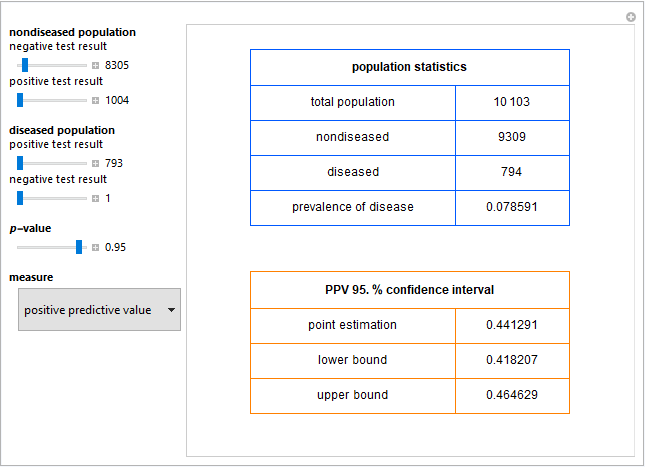 nondiseased population
negative test result
8305
positive test result
1004
diseased population
positive test result
793
negative test result
1
p-value
0.95
measure
positive predictive value
population statistics
total population 10 103
nondiseased 9309
diseased 794
prevalence of disease 0.078591
PPV 95. % confidence interval
point estimation 0.441291
lower bound 0.418207
upper bound 0.464629